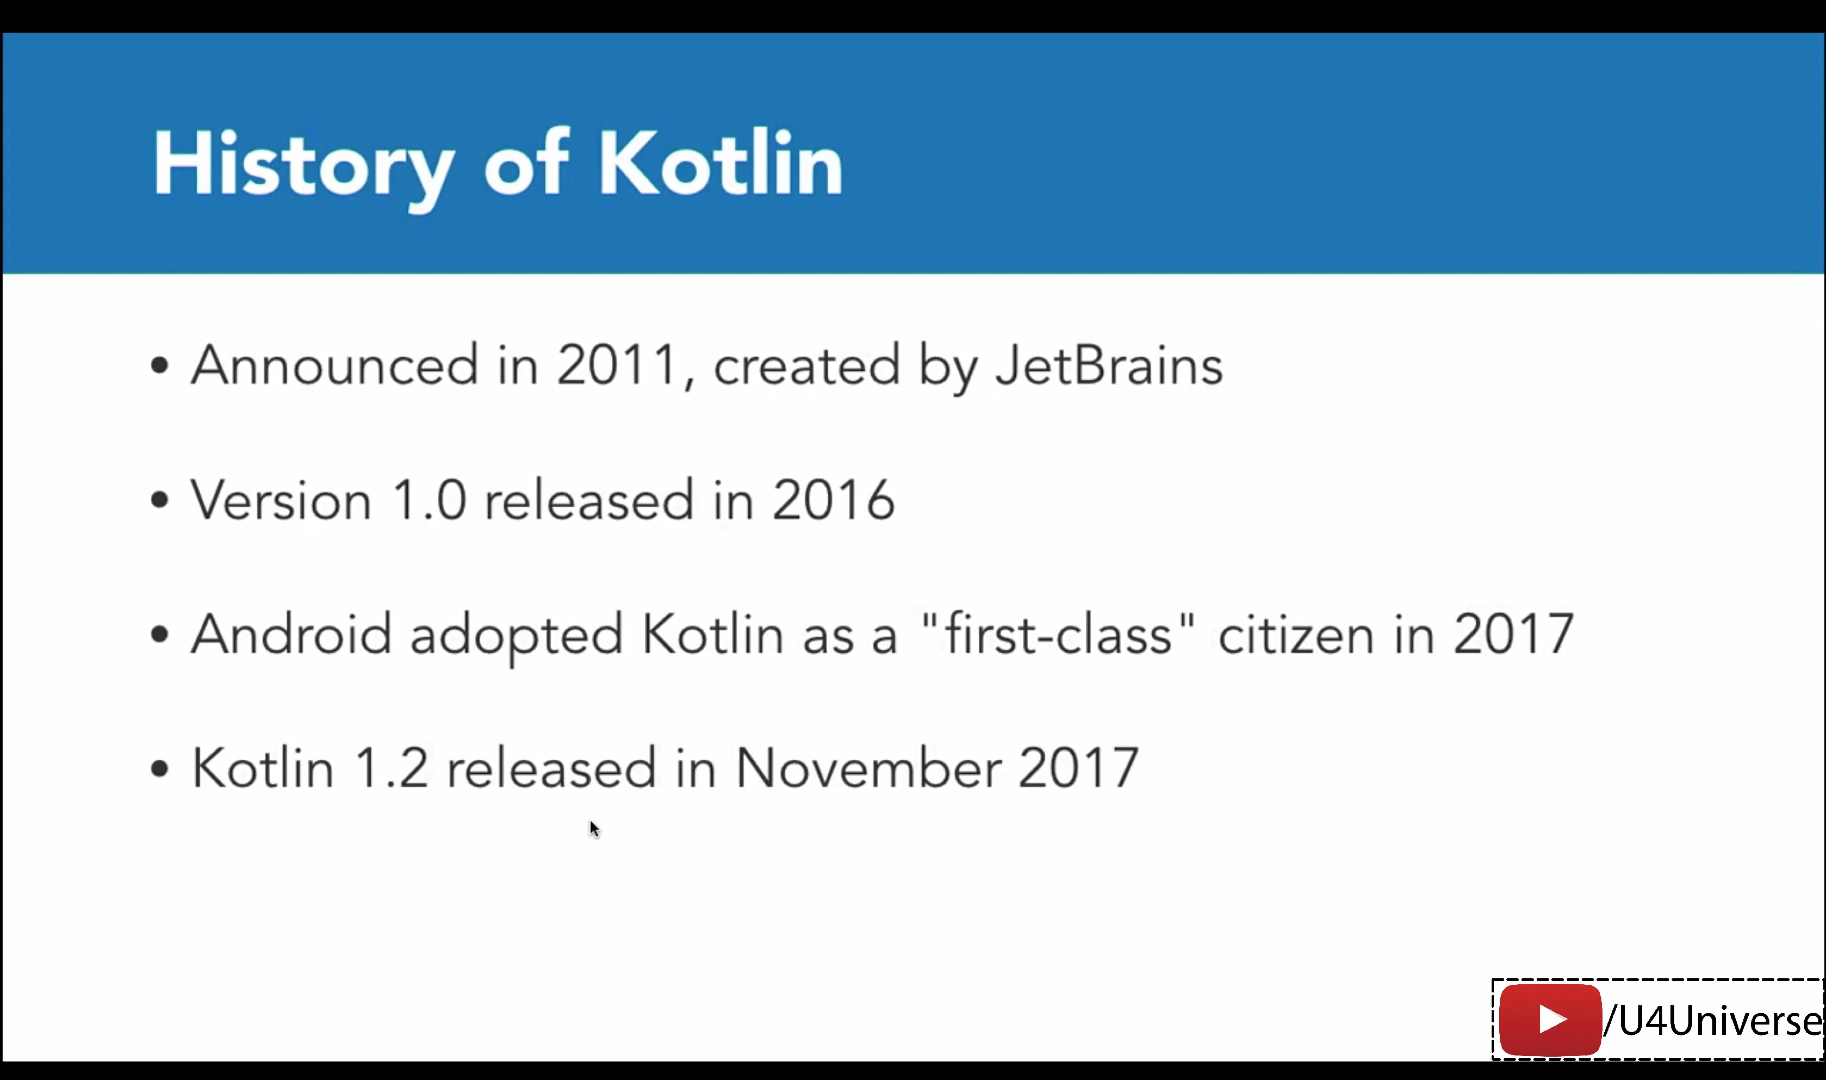 History of Kotlin
• Announced in 2011, created by JetBrains
• Version 1.0 released in 2016
• Android adopted Kotlin as a "first-class" citizen in 2017
• Kotlin 1.2 released in November 2017
/U4Universe